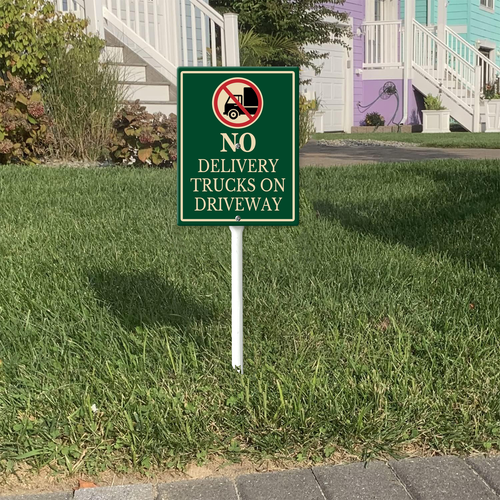 NO
DELIVERY
TRUCKS ON
DRIVEWAY